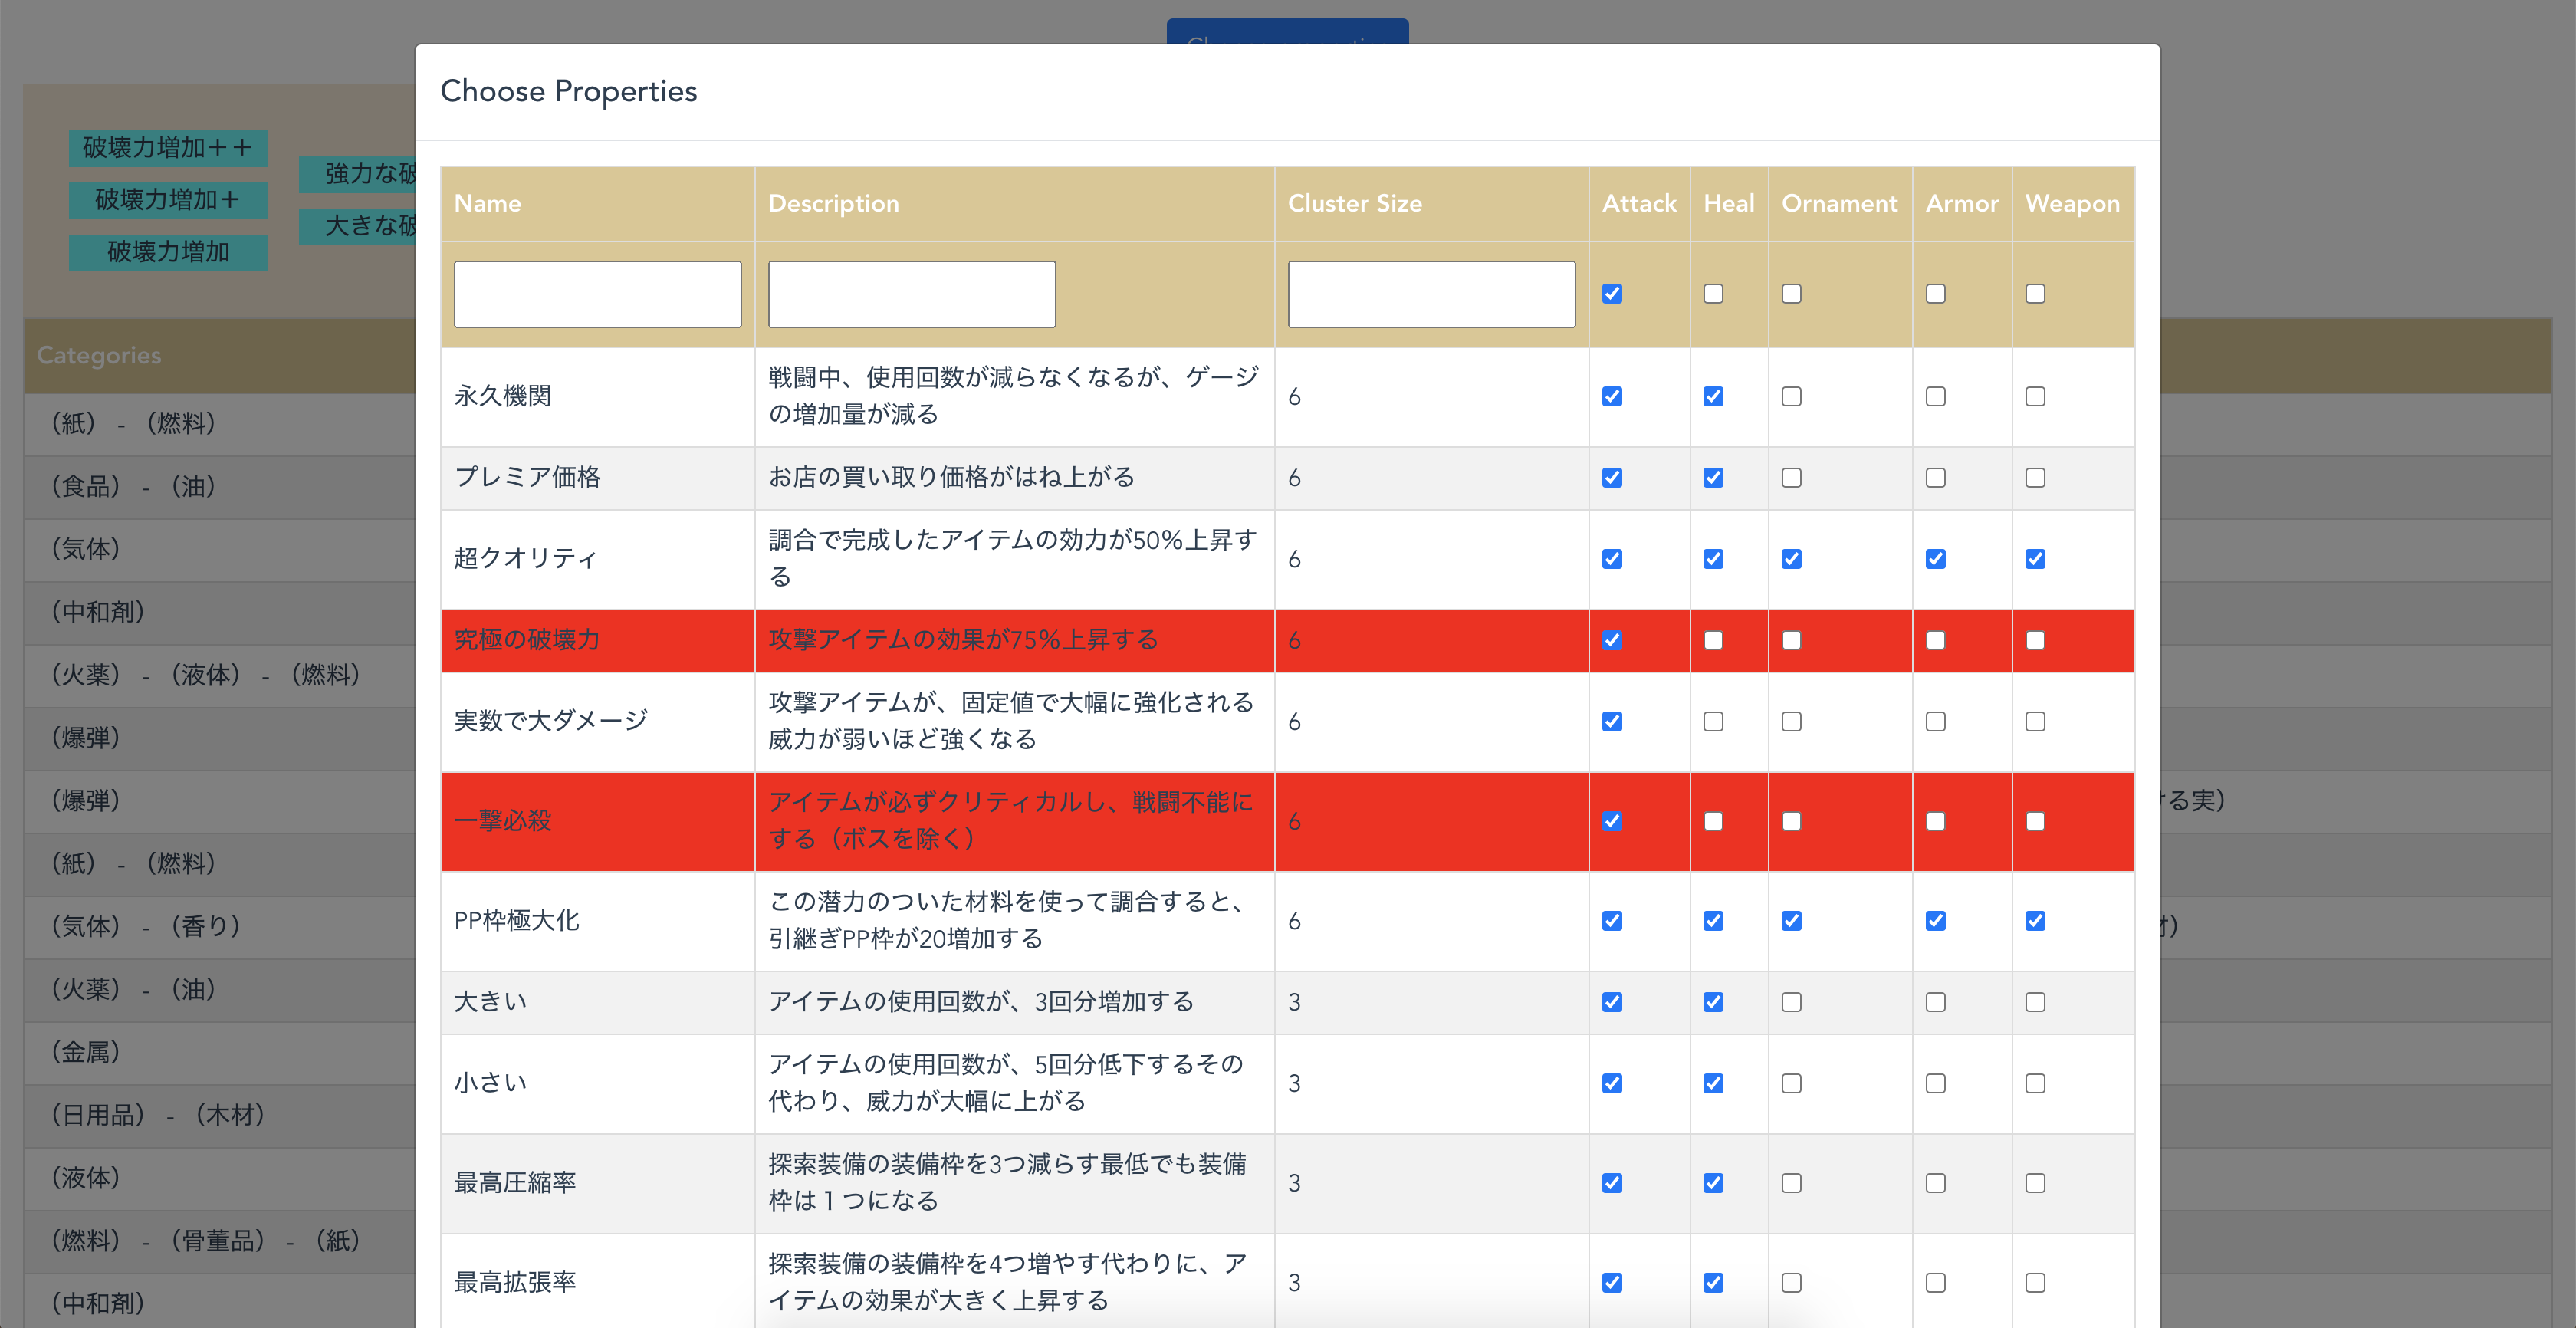 Choose Properties
破壊力増加＋＋
破壊力増加＋
破壊力増加
強力な破
大きな破
Categories
（紙） - （燃料）
（食品） - （油）
（気体）
（中和剤）
（火薬） - （液体） - （燃料）
（爆弾）
（爆弾）
（紙） - （燃料）
（気体） - （香り）
（火薬） - （油）
（金属）
（日用品） - （木材）
（液体）
（燃料） - （骨董品） - （紙）
（中和剤）
Name Description Cluster Size Attack Heal Ornament Armor Weapon
永久機関
戦闘中、使用回数が減らなくなるが、ゲージ
の増加量が減る
6
プレミア価格
お店の買い取り価格がはね上がる
6
超クオリティ
調合で完成したアイテムの効力が50%上昇す
る
6
究極の破壊力
攻撃アイテムの効果が75%上昇する
6
実数で大ダメージ
攻撃アイテムが、固定値で大幅に強化される
威力が弱いほど強くなる
6
一撃必殺
アイテムが必ずクリティカルし、戦闘不能に
する（ボスを除く）
6
PP枠極大化
この潜力のついた材料を使って調合すると、
引継ぎPP枠が20増加する
6
大きい
アイテムの使用回数が、3回分増加する
3
小さい
アイテムの使用回数が、5回分低下するその
代わり、威力が大幅に上がる
3
最高圧縮率
探索装備の装備枠を3つ減らす最低でも装備
枠は１つになる
3
最高拡張率
探索装備の装備枠を4つ増やす代わりに、ア
イテムの効果が大きく上昇する
3
る実）